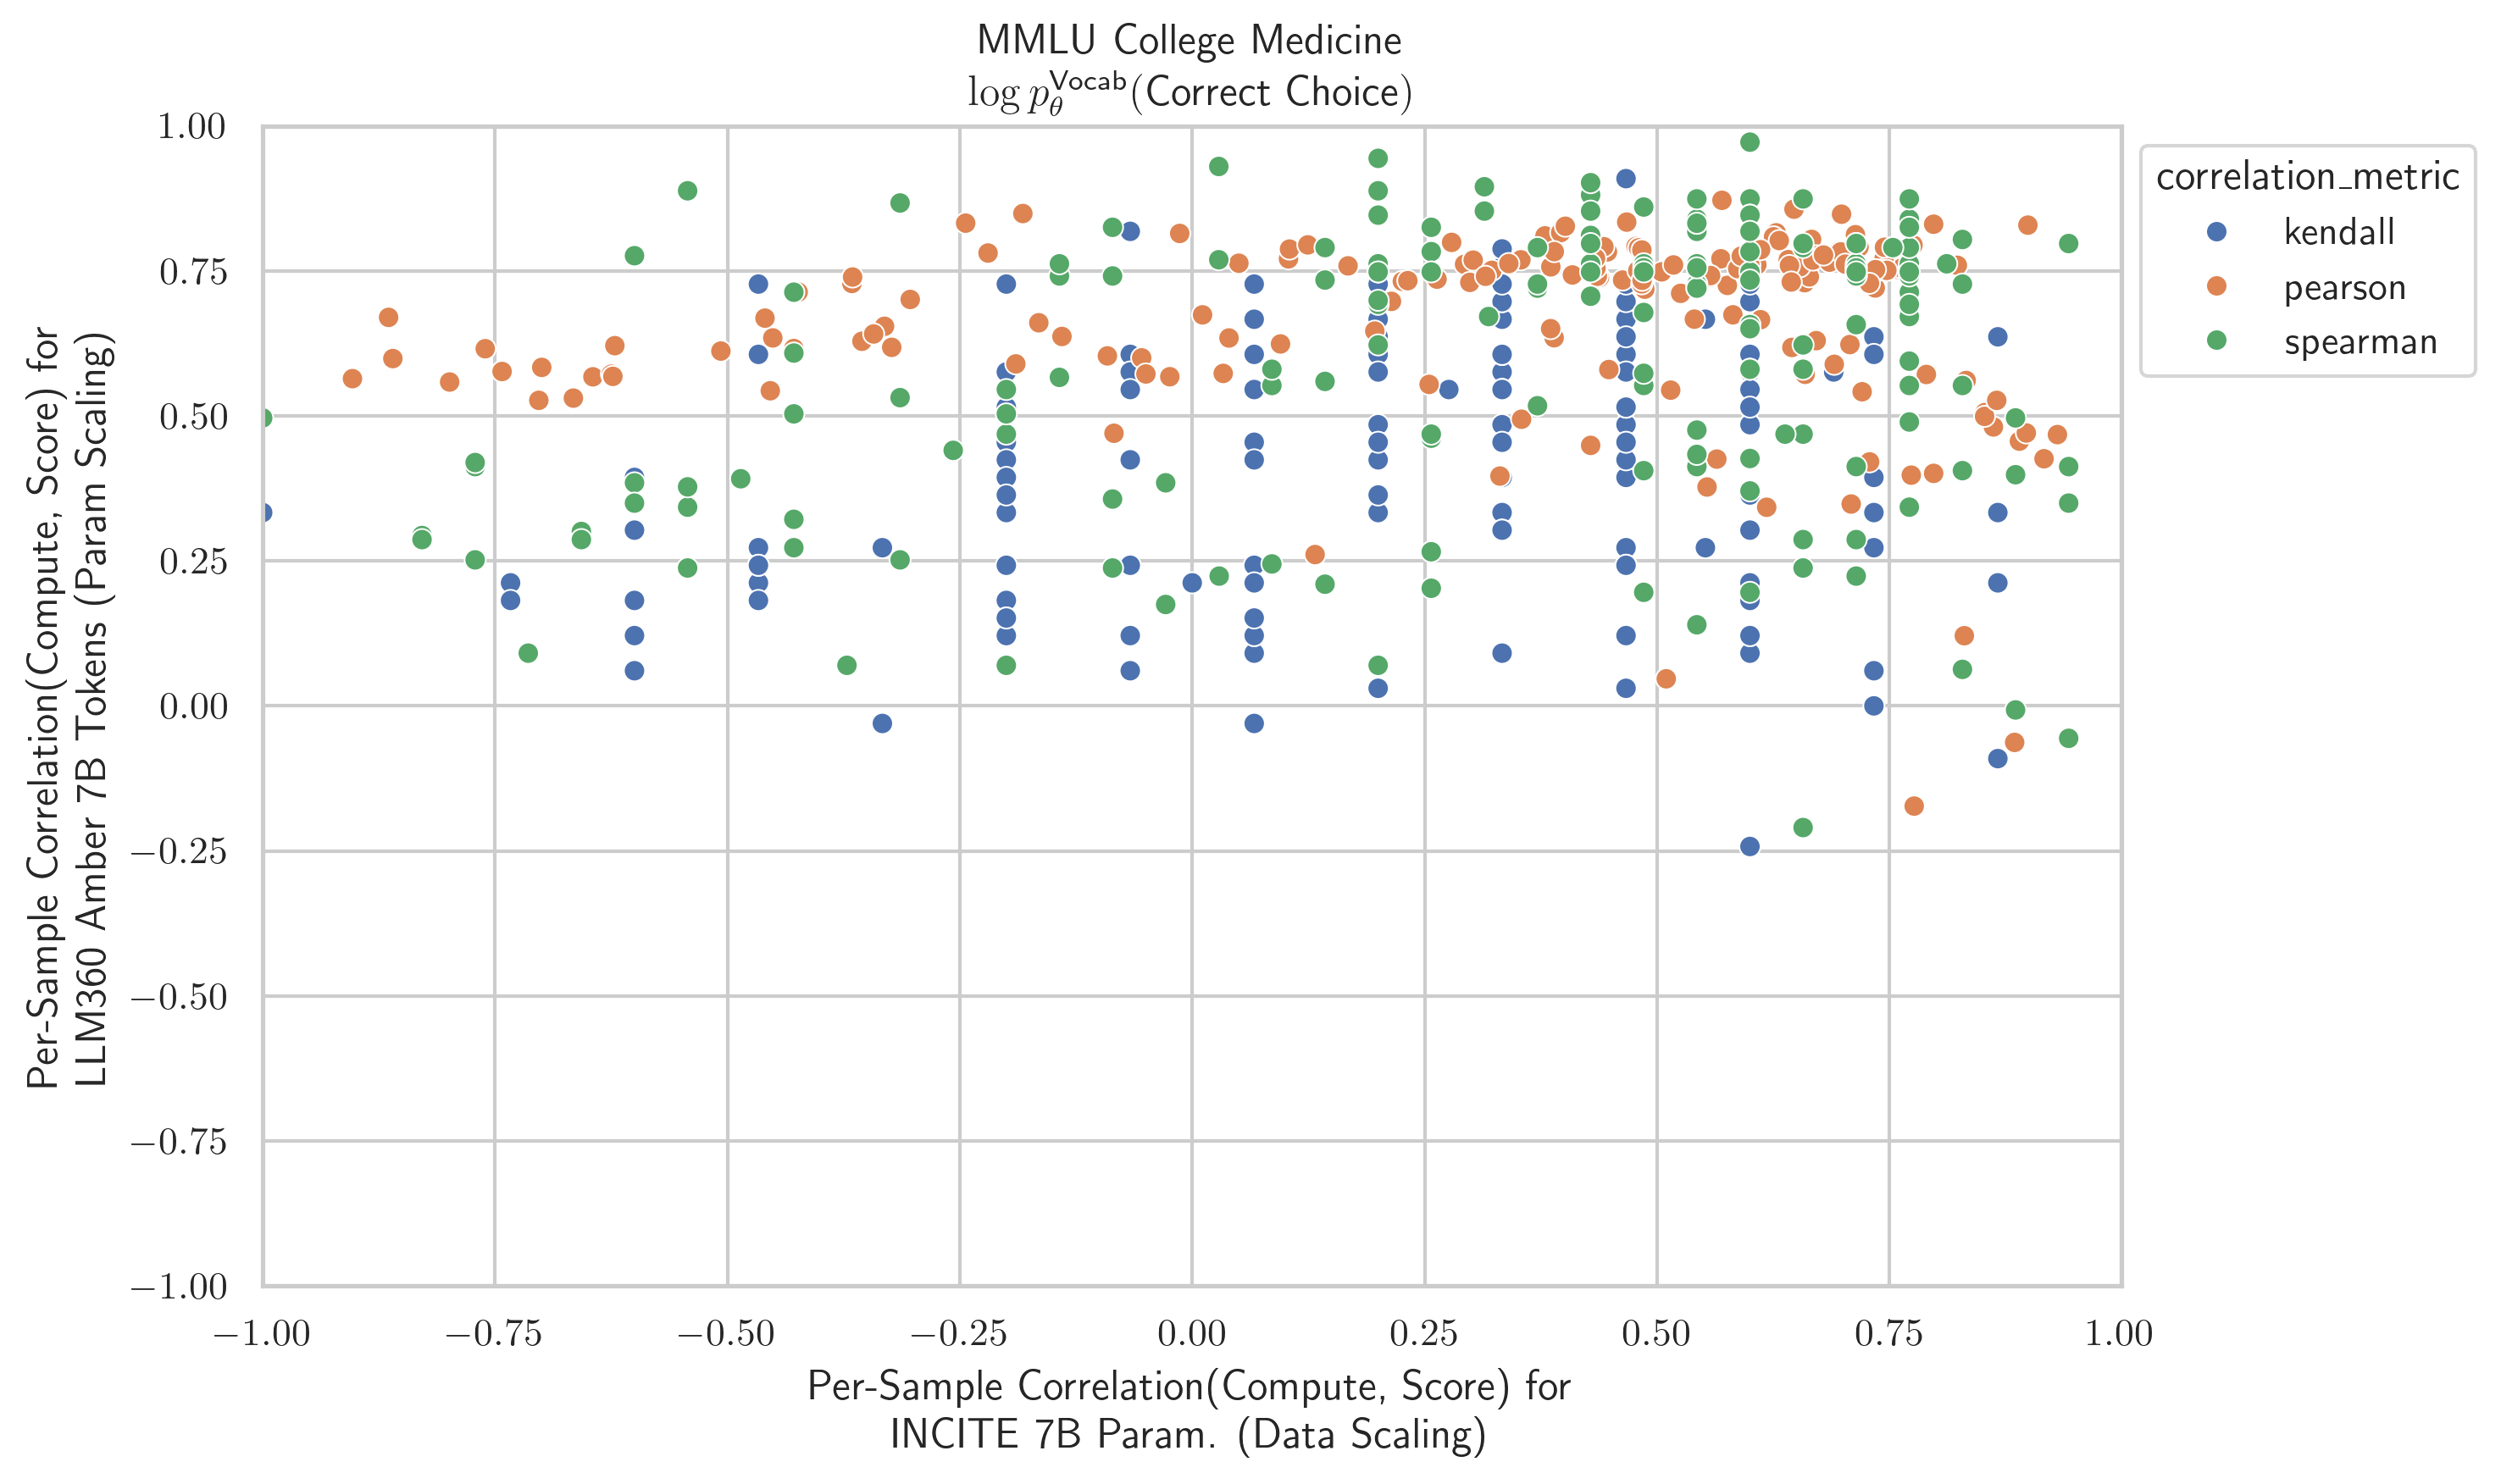 MMLU College Medicine
log p_θ^Vocab(Correct Choice)
1.00
0.75
0.50
0.25
0.00
−0.25
−0.50
−0.75
−1.00
Per-Sample Correlation(Compute, Score) for
LLM360 Amber 7B Tokens (Param Scaling)
−1.00 −0.75 −0.50 −0.25 0.00 0.25 0.50 0.75 1.00
Per-Sample Correlation(Compute, Score) for
INCITE 7B Param. (Data Scaling)
correlation_metric
kendall
pearson
spearman